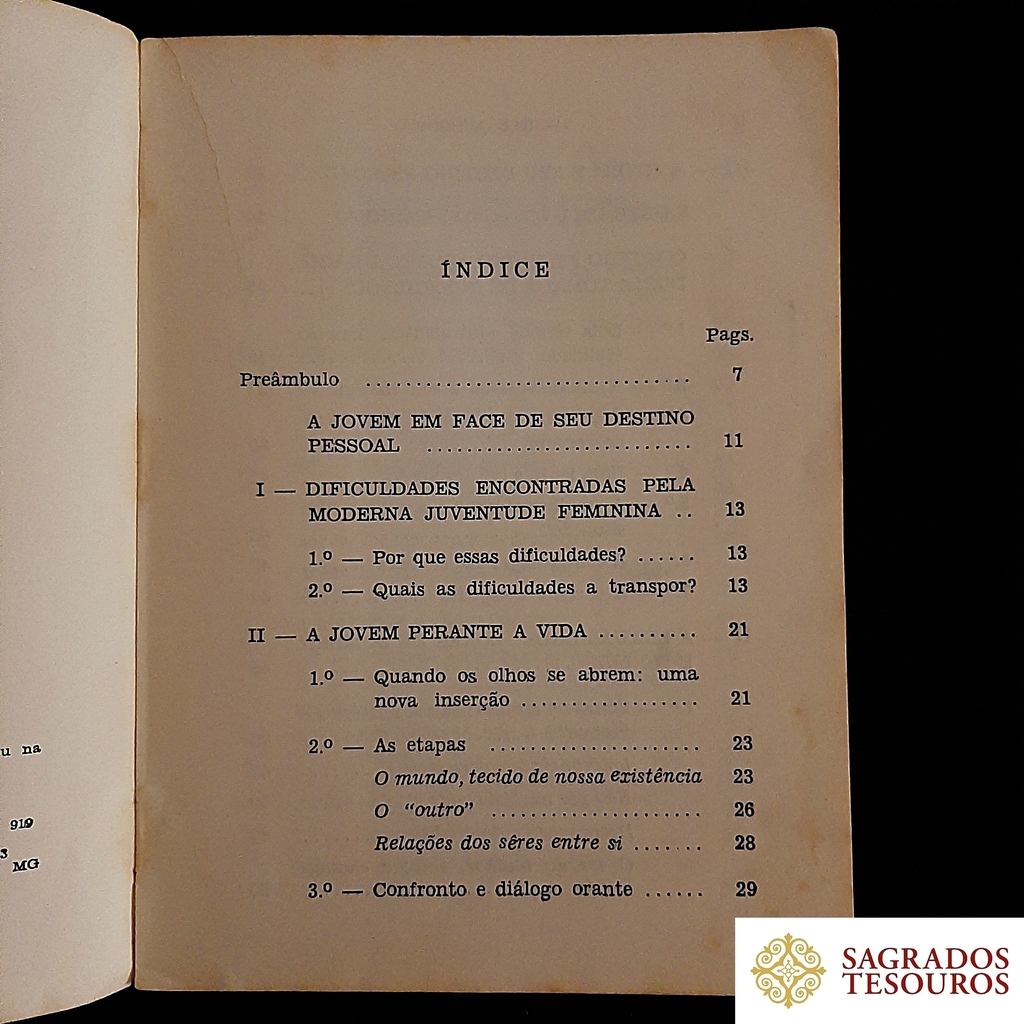 u na
919
3
MG
ÍNDICE
Pags.
Preâmbulo ................................. 7
A JOVEM EM FACE DE SEU DESTINO
PESSOAL ........................... 11
I — DIFICULDADES ENCONTRADAS PELA
MODERNA JUVENTUDE FEMININA .. 13
1.º — Por que essas dificuldades? ...... 13
2.º — Quais as dificuldades a transpor? 13
II — A JOVEM PERANTE A VIDA .......... 21
1.º — Quando os olhos se abrem: uma
nova inserção .................. 21
2.º — As etapas ..................... 23
O mundo, tecido de nossa existência 23
O “outro” ..................... 26
Relações dos sêres entre si ....... 28
3.º — Confronto e diálogo orante ...... 29
SAGRADOS
TESOUROS